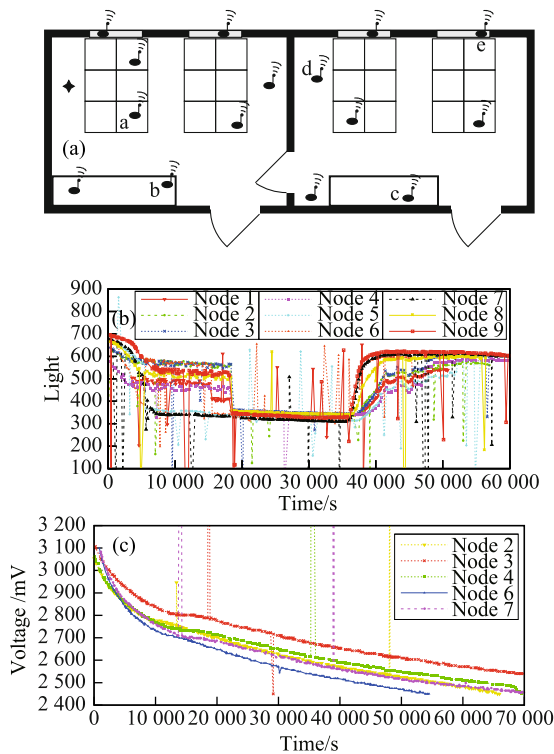 e
d
a
(a)
b
c
900
800
700
600
500
400
300
200
100
Light
(b)
Node 1
Node 2
Node 3
Node 4
Node 5
Node 6
Node 7
Node 8
Node 9
0
10 000
20 000
30 000
40 000
50 000
60 000
Time/s
3 200
3 100
3 000
2 900
2 800
2 700
2 600
2 500
2 400
Voltage /mV
(c)
Node 2
Node 3
Node 4
Node 6
Node 7
0
10 000
20 000
30 000
40 000
50 000
60 000
70 000
Time/s